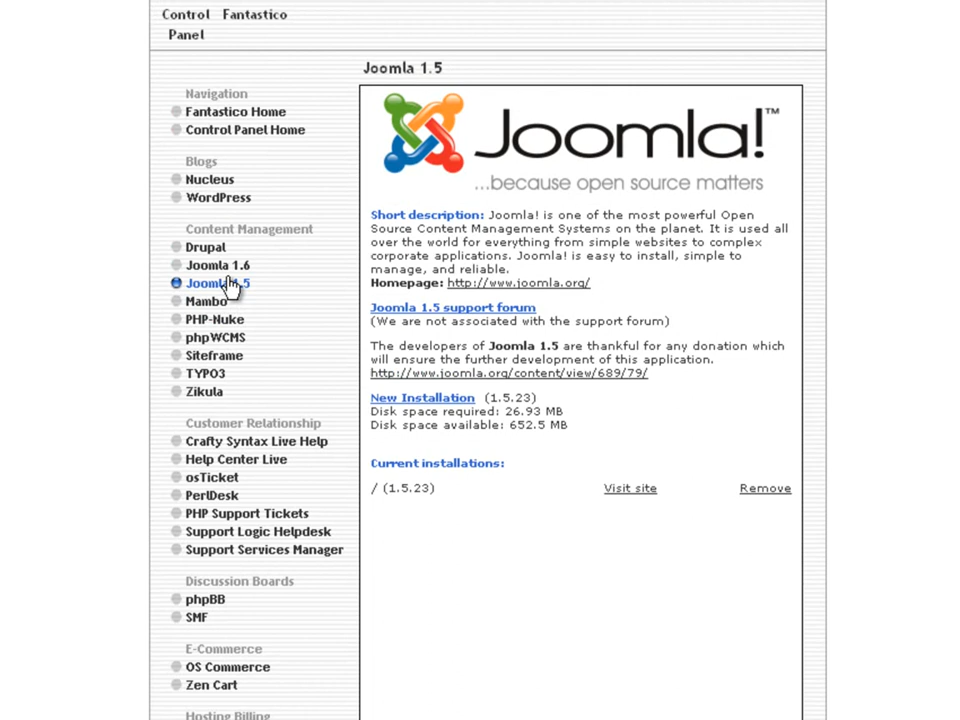 Control Fantastico
Panel
Joomla 1.5
Navigation
Fantastico Home
Control Panel Home
Blogs
Nucleus
WordPress
Content Management
Drupal
Joomla 1.6
Mambo
PHP-Nuke
phpWCMS
Siteframe
TYPO3
Zikula
Customer Relationship
Crafty Syntax Live Help
Help Center Live
osTicket
PerlDesk
PHP Support Tickets
Support Logic Helpdesk
Support Services Manager
Discussion Boards
phpBB
SMF
E-Commerce
OS Commerce
Zen Cart
Hosting Billing
Joomla!™
...because open source matters
Short description: Joomla! is one of the most powerful Open
Source Content Management Systems on the planet. It is used all
over the world for everything from simple websites to complex
corporate applications. Joomla! is easy to install, simple to
manage, and reliable.
Homepage: http://www.joomla.org/
Joomla 1.5 support forum
(We are not associated with the support forum)
The developers of Joomla 1.5 are thankful for any donation which
will ensure the further development of this application.
http://www.joomla.org/content/view/689/79/
New Installation (1.5.23)
Disk space required: 26.93 MB
Disk space available: 652.5 MB
Current installations:
/ (1.5.23) Visit site Remove